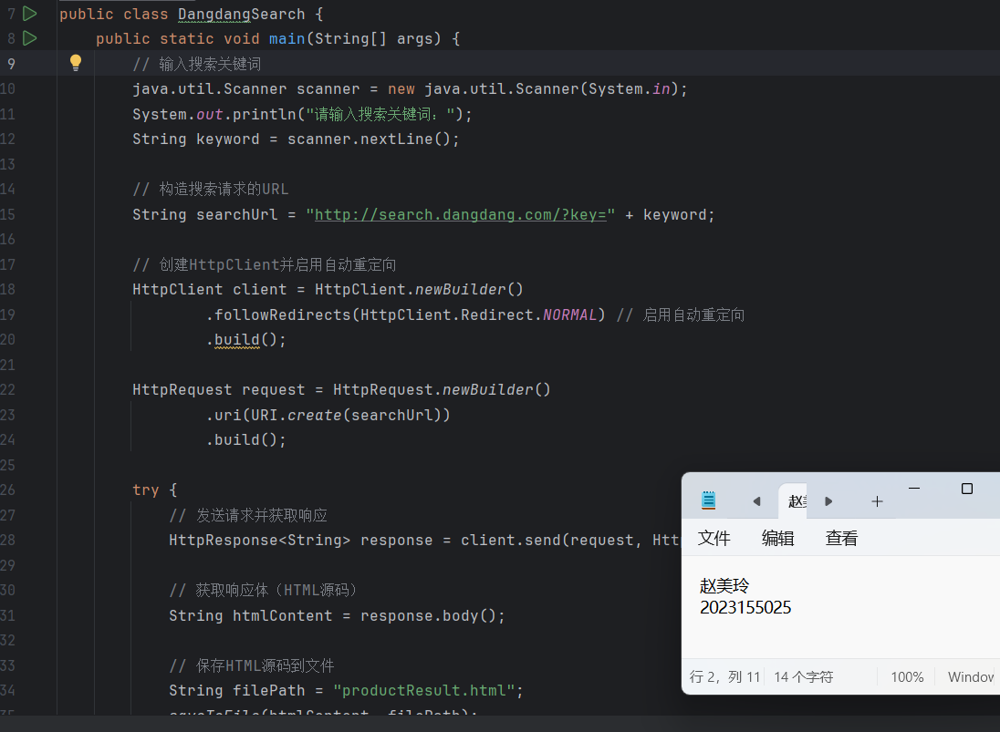 7 public class DangdangSearch {
8 public static void main(String[] args) {
9 // 输入搜索关键词
10 java.util.Scanner scanner = new java.util.Scanner(System.in);
11 System.out.println("请输入搜索关键词：");
12 String keyword = scanner.nextLine();
13
14 // 构造搜索请求的URL
15 String searchUrl = "http://search.dangdang.com/?key=" + keyword;
16
17 // 创建HttpClient并启用自动重定向
18 HttpClient client = HttpClient.newBuilder()
19 .followRedirects(HttpClient.Redirect.NORMAL) // 启用自动重定向
20 .build();
21
22 HttpRequest request = HttpRequest.newBuilder()
23 .uri(URI.create(searchUrl))
24 .build();
25
26 try {
27 // 发送请求并获取响应
28 HttpResponse<String> response = client.send(request, Htt
29
30 // 获取响应体（HTML源码）
31 String htmlContent = response.body();
32
33 // 保存HTML源码到文件
34 String filePath = "productResult.html";
赵美
文件 编辑 查看
赵美玲
2023155025
行 2，列 11 14 个字符 100% Window